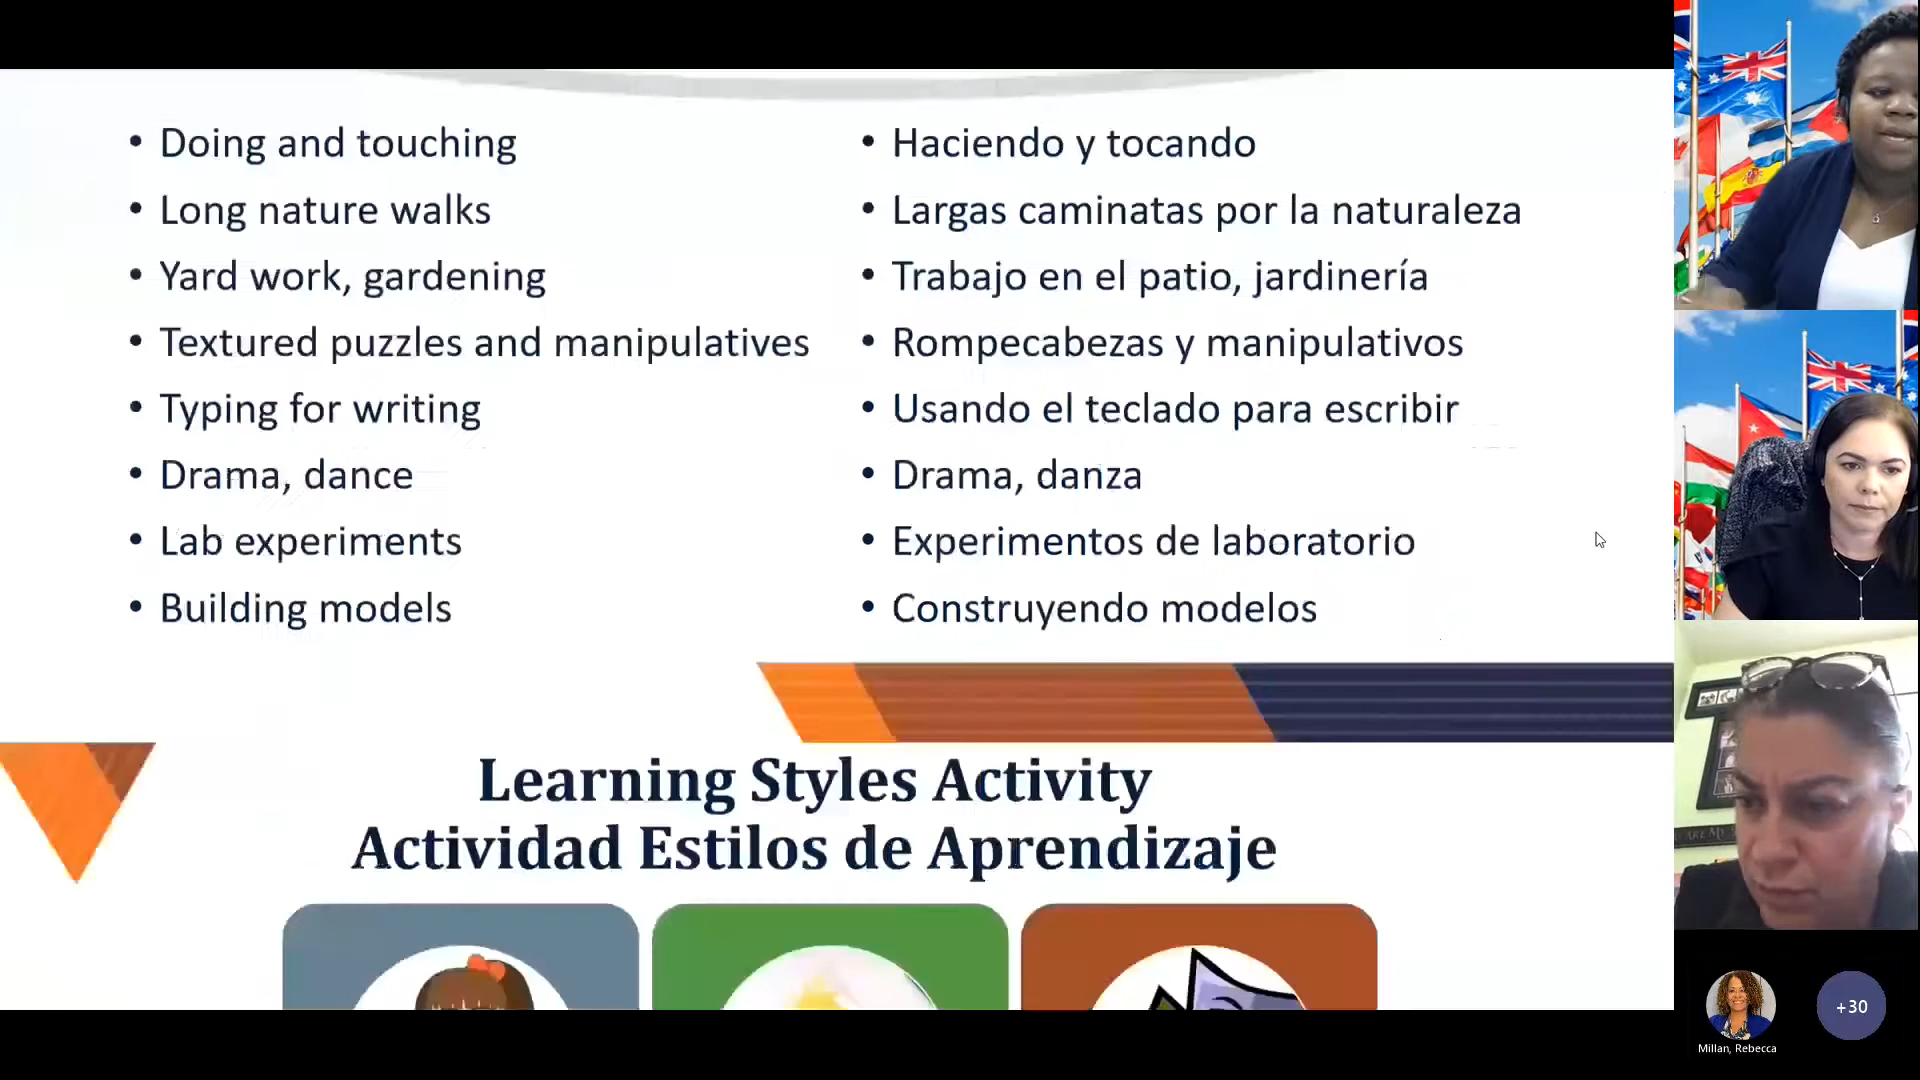 • Doing and touching
• Long nature walks
• Yard work, gardening
• Textured puzzles and manipulatives
• Typing for writing
• Drama, dance
• Lab experiments
• Building models
• Haciendo y tocando
• Largas caminatas por la naturaleza
• Trabajo en el patio, jardinería
• Rompecabezas y manipulativos
• Usando el teclado para escribir
• Drama, danza
• Experimentos de laboratorio
• Construyendo modelos
Learning Styles Activity
Actividad Estilos de Aprendizaje
+30
Millan, Rebecca